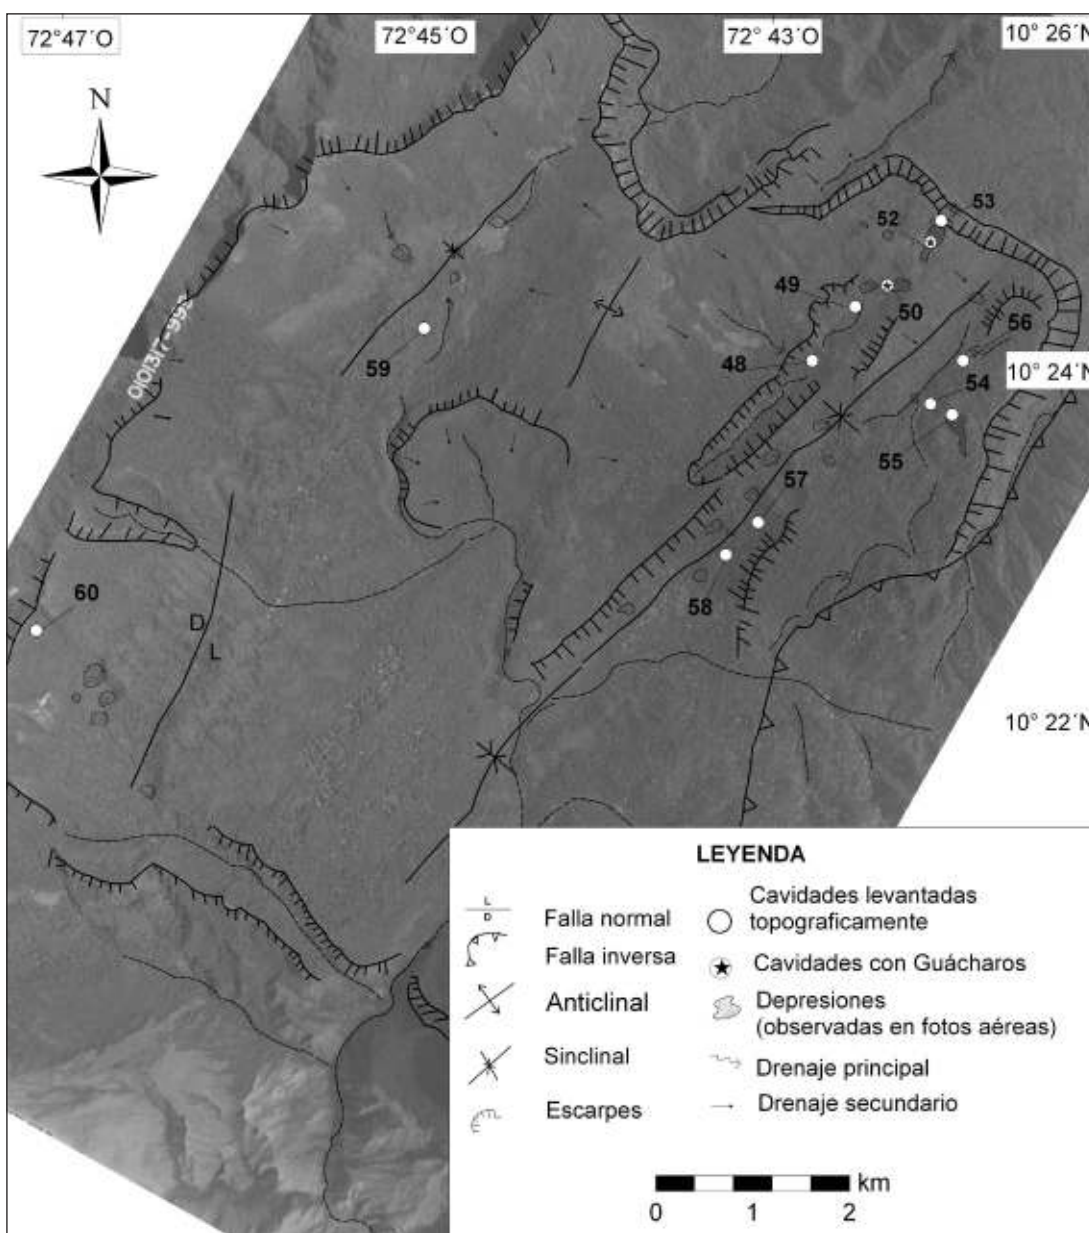 72° 47´O
72° 45´O
72° 43´O
10° 26´N
N
53
52
49
50
56
0101317-993
59
48
10° 24´N
54
55
57
58
60
D
L
10° 22´N
LEYENDA
L
D
Falla normal
Falla inversa
Anticlinal
Sinclinal
Escarpes
Cavidades levantadas
topograficamente
Cavidades con Guácharos
Depresiones
(observadas en fotos aéreas)
Drenaje principal
Drenaje secundario
km
0 1 2